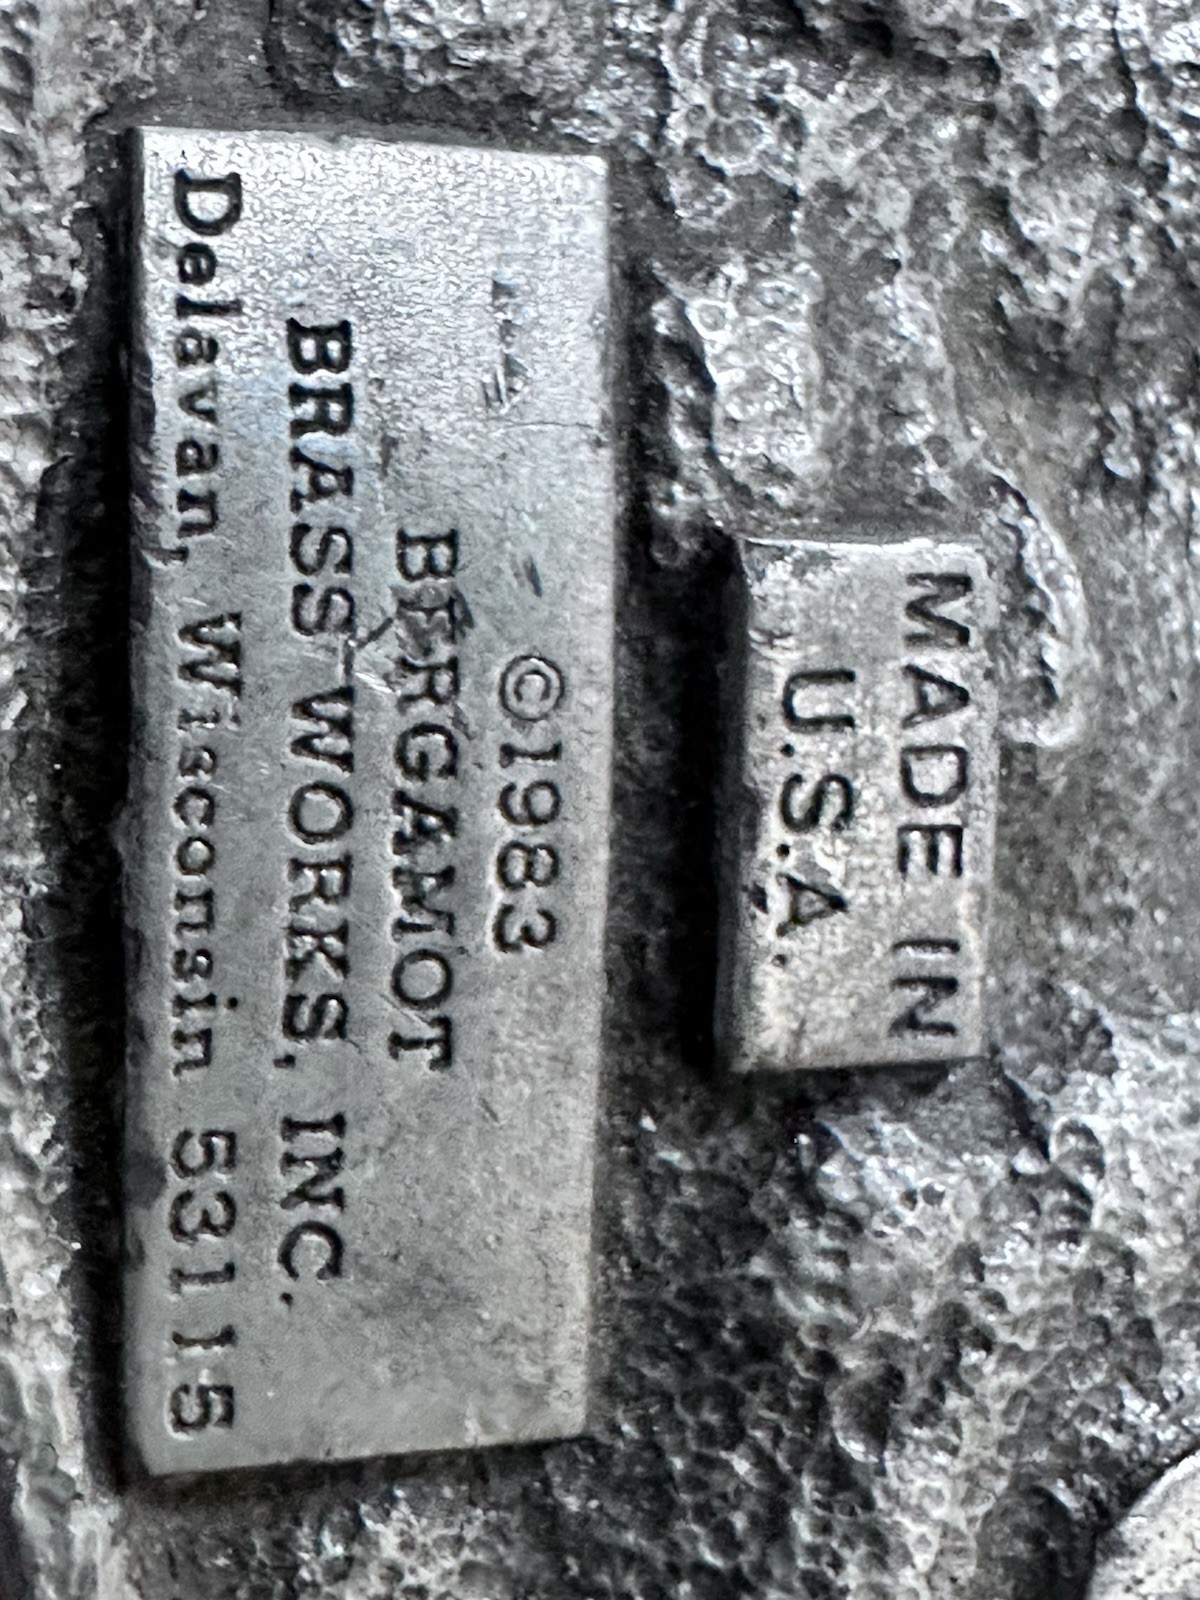 MADE IN
U.S.A.
©1983
BERGAMOT
BRASS WORKS, INC.
Delavan, Wisconsin 53115